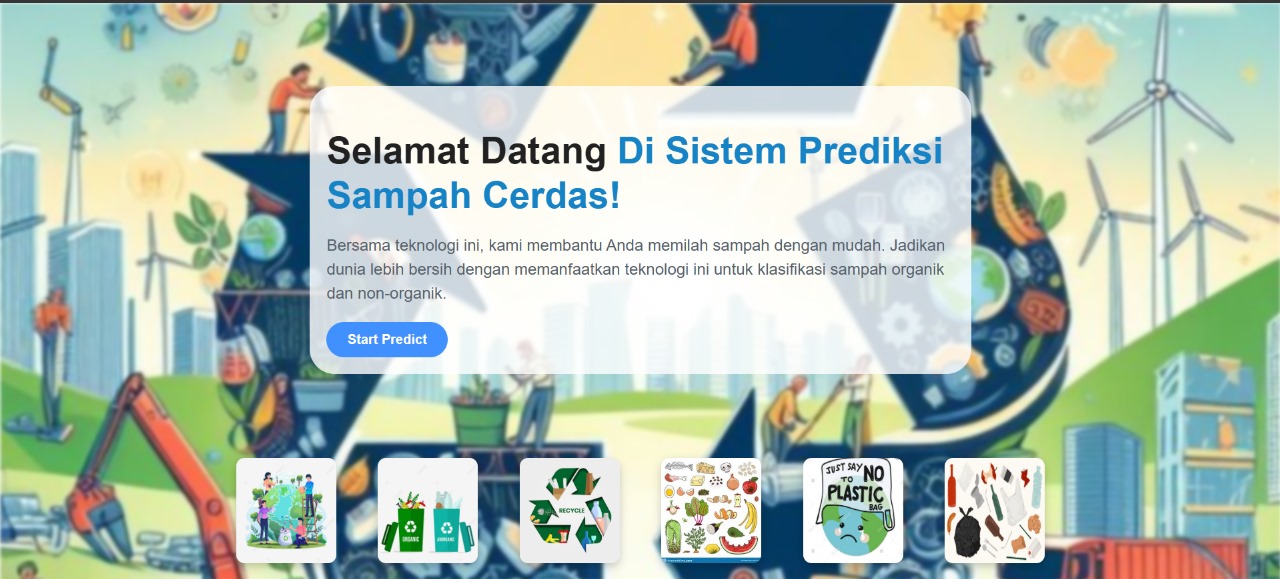 Selamat Datang Di Sistem Prediksi
Sampah Cerdas!
Bersama teknologi ini, kami membantu Anda memilah sampah dengan mudah. Jadikan
dunia lebih bersih dengan memanfaatkan teknologi ini untuk klasifikasi sampah organik
dan non-organik.
Start Predict
ORGANIC
RECYCLE
JUST SAY NO
TO PLASTIC
BAG